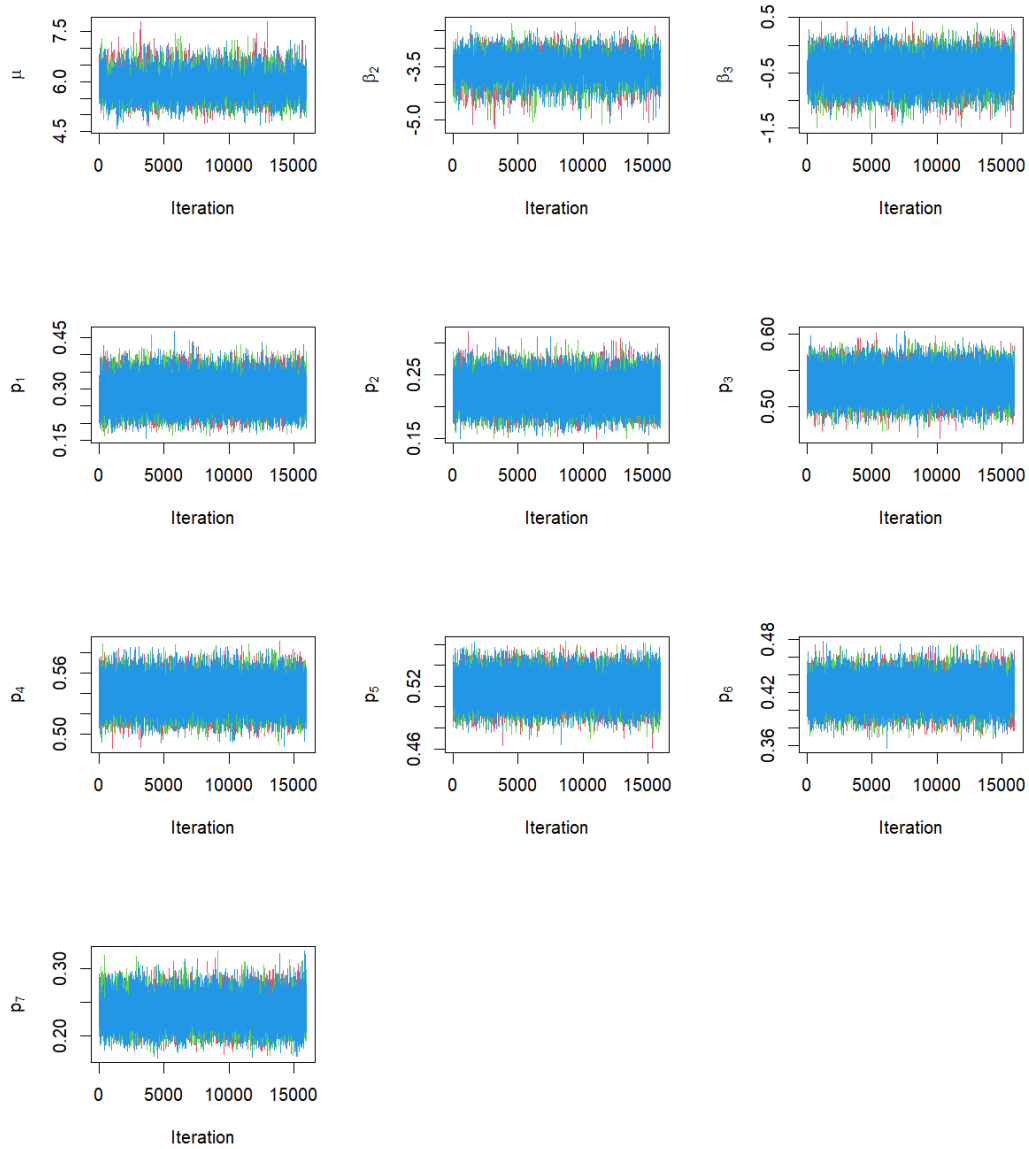 μ
4.5 6.0 7.5
0 5000 10000 15000
Iteration
β2
-5.0 -3.5
0 5000 10000 15000
Iteration
β3
-1.5 -0.5 0.5
0 5000 10000 15000
Iteration
p1
0.15 0.30 0.45
0 5000 10000 15000
Iteration
p2
0.15 0.25
0 5000 10000 15000
Iteration
p3
0.50 0.60
0 5000 10000 15000
Iteration
p4
0.50 0.56
0 5000 10000 15000
Iteration
p5
0.46 0.52
0 5000 10000 15000
Iteration
p6
0.36 0.42 0.48
0 5000 10000 15000
Iteration
p7
0.20 0.30
0 5000 10000 15000
Iteration